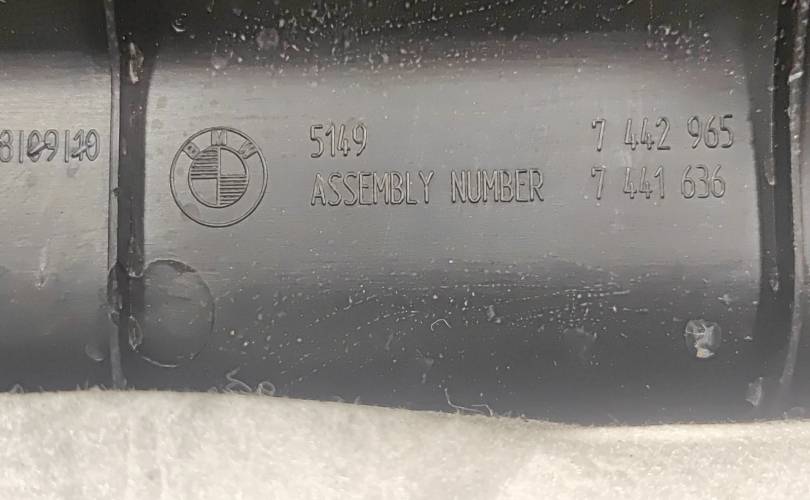 8|09|10
BMW
5149 7 442 965
ASSEMBLY NUMBER 7 441 636